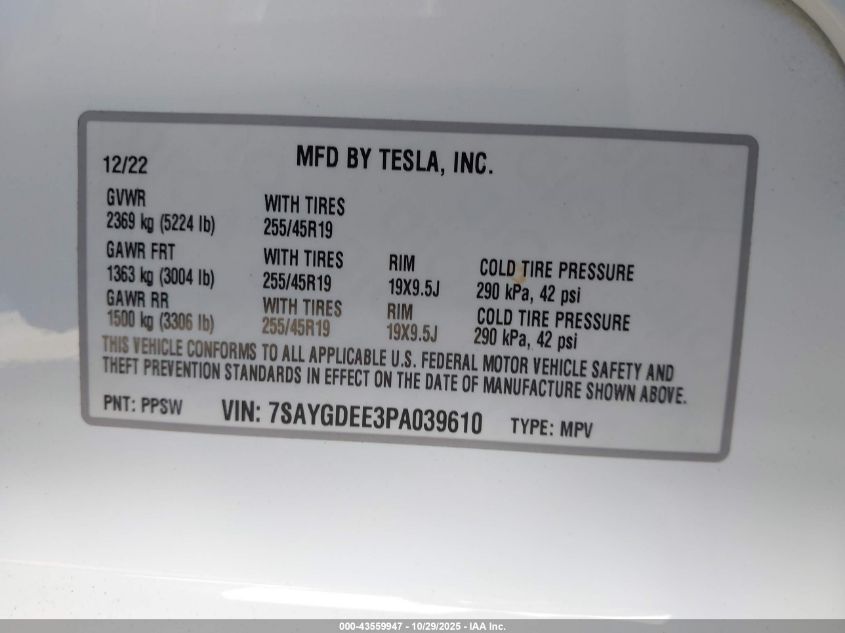 12/22 MFD BY TESLA, INC.
GVWR WITH TIRES
2369 kg (5224 lb) 255/45R19
GAWR FRT WITH TIRES RIM COLD TIRE PRESSURE
1363 kg (3004 lb) 255/45R19 19X9.5J 290 kPa, 42 psi
GAWR RR WITH TIRES RIM COLD TIRE PRESSURE
1500 kg (3306 lb) 255/45R19 19X9.5J 290 kPa, 42 psi
THIS VEHICLE CONFORMS TO ALL APPLICABLE U.S. FEDERAL MOTOR VEHICLE SAFETY AND
THEFT PREVENTION STANDARDS IN EFFECT ON THE DATE OF MANUFACTURE SHOWN ABOVE.
PNT: PPSW VIN: 7SAYGDEE3PA039610 TYPE: MPV
000-43559947 - 10/29/2025 - IAA Inc.